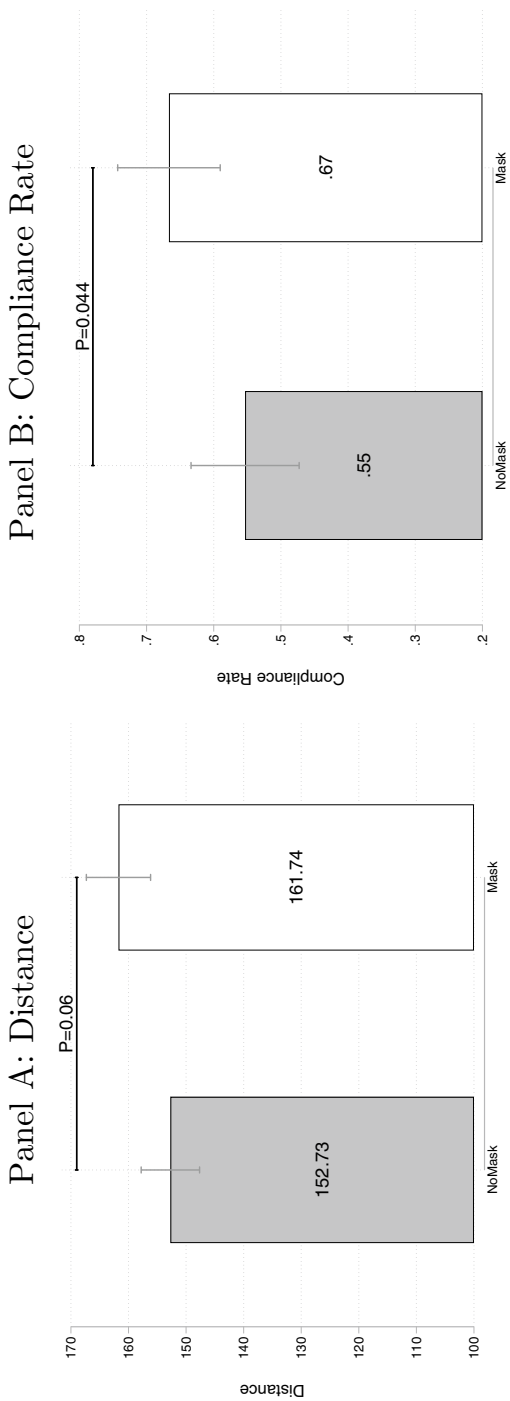 Panel A: Distance
P=0.06
170
160
150
140
130
120
110
100
Distance
152.73
161.74
NoMask
Mask
Panel B: Compliance Rate
P=0.044
.8
.7
.6
.5
.4
.3
.2
Compliance Rate
.55
.67
NoMask
Mask